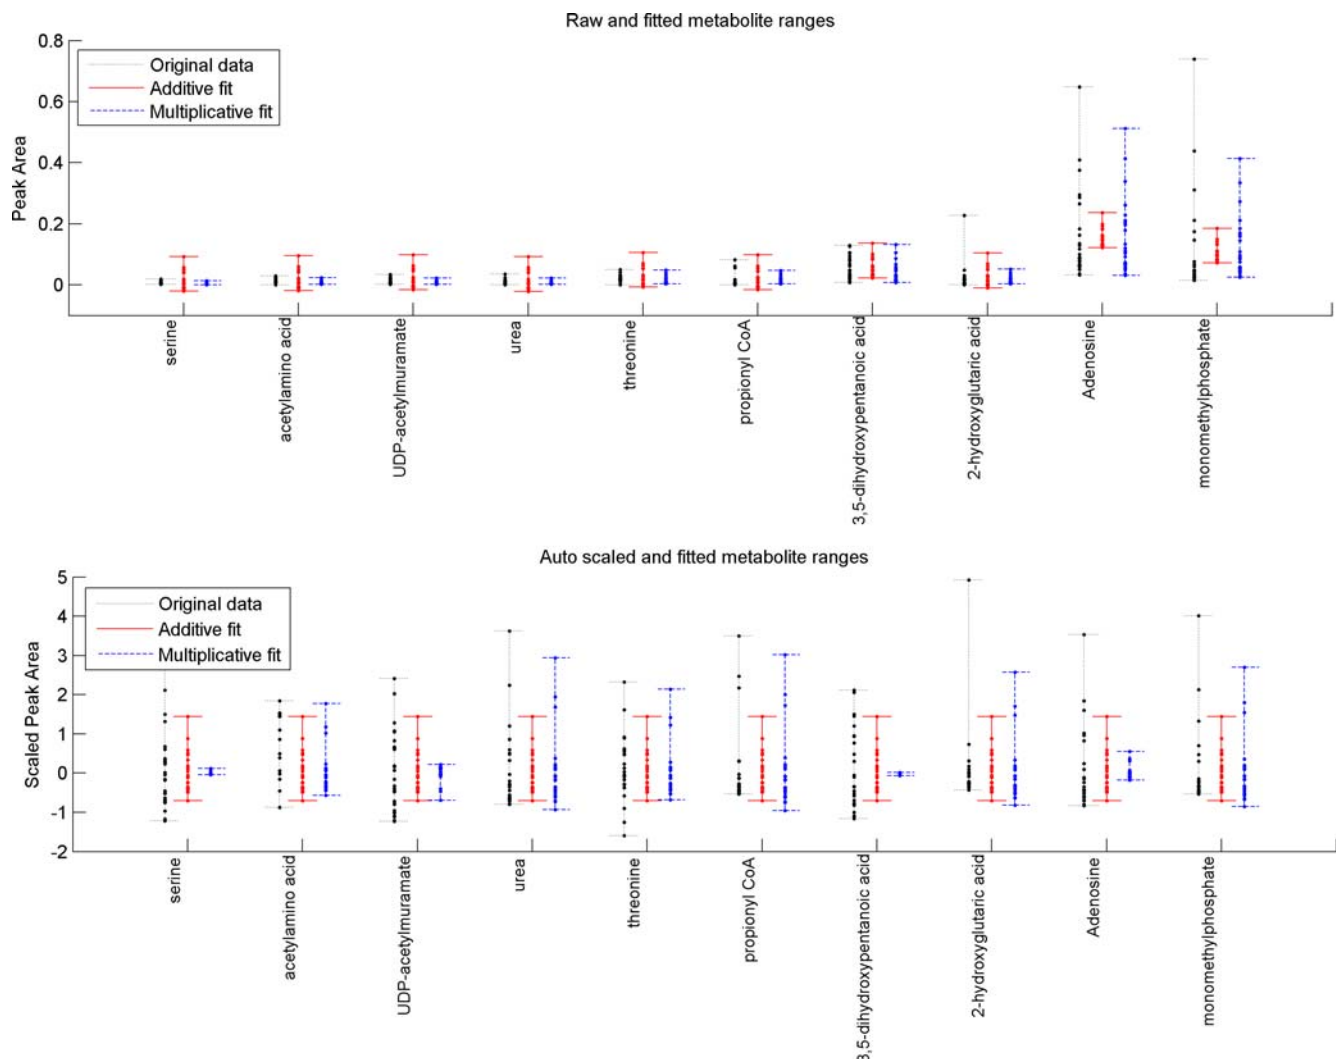 Raw and fitted metabolite ranges
0.8
0.6
0.4
0.2
0
Peak Area
Original data
Additive fit
Multiplicative fit
serine
acetylamino acid
UDP-acetylmuramate
urea
threonine
propionyl CoA
3,5-dihydroxypentanoic acid
2-hydroxyglutaric acid
Adenosine
monomethylphosphate
Auto scaled and fitted metabolite ranges
5
4
3
2
1
0
-1
-2
Scaled Peak Area
Original data
Additive fit
Multiplicative fit
serine
acetylamino acid
UDP-acetylmuramate
urea
threonine
propionyl CoA
3,5-dihydroxypentanoic acid
2-hydroxyglutaric acid
Adenosine
monomethylphosphate